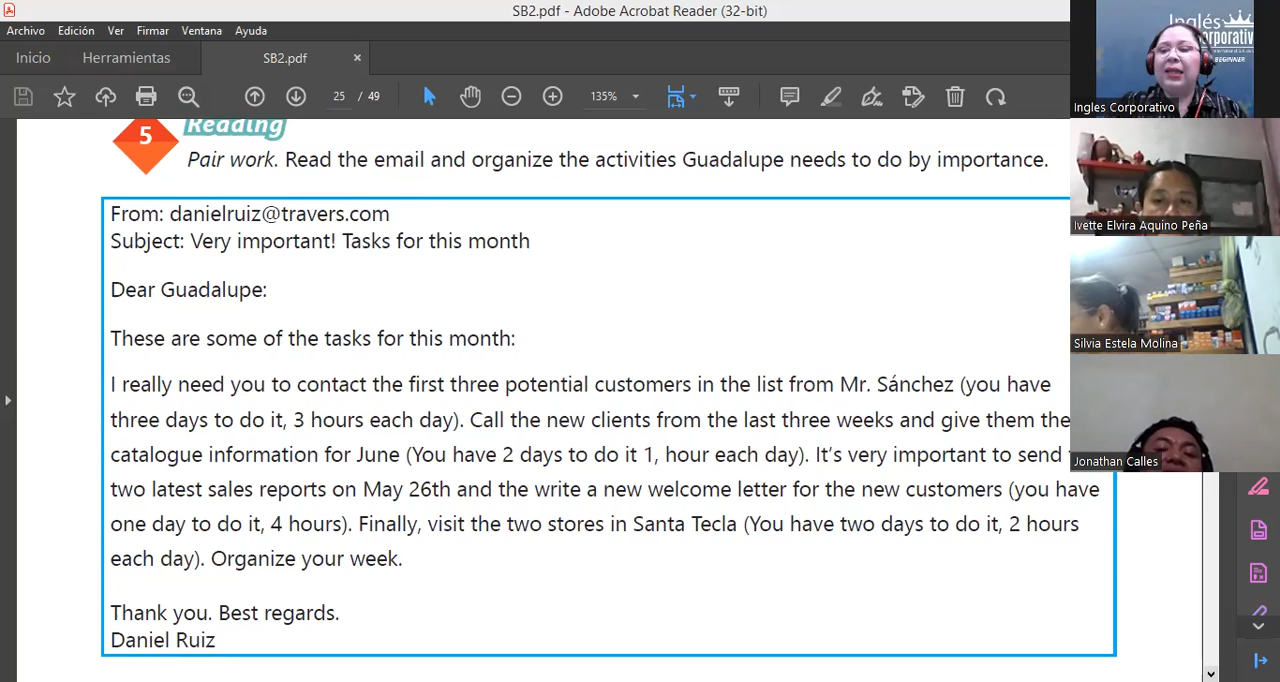 SB2.pdf - Adobe Acrobat Reader (32-bit)
Archivo Edición Ver Firmar Ventana Ayuda
Inicio Herramientas SB2.pdf ×
25 / 49 135%
5 Reading
Pair work. Read the email and organize the activities Guadalupe needs to do by importance.
From: danielruiz@travers.com
Subject: Very important! Tasks for this month
Dear Guadalupe:
These are some of the tasks for this month:
I really need you to contact the first three potential customers in the list from Mr. Sánchez (you have
three days to do it, 3 hours each day). Call the new clients from the last three weeks and give them the
catalogue information for June (You have 2 days to do it 1, hour each day). It's very important to send
two latest sales reports on May 26th and the write a new welcome letter for the new customers (you have
one day to do it, 4 hours). Finally, visit the two stores in Santa Tecla (You have two days to do it, 2 hours
each day). Organize your week.
Thank you. Best regards.
Daniel Ruiz
Inglés
Corporativo
BEGINNER
Ingles Corporativo
Ivette Elvira Aquino Peña
Silvia Estela Molina
Jonathan Calles